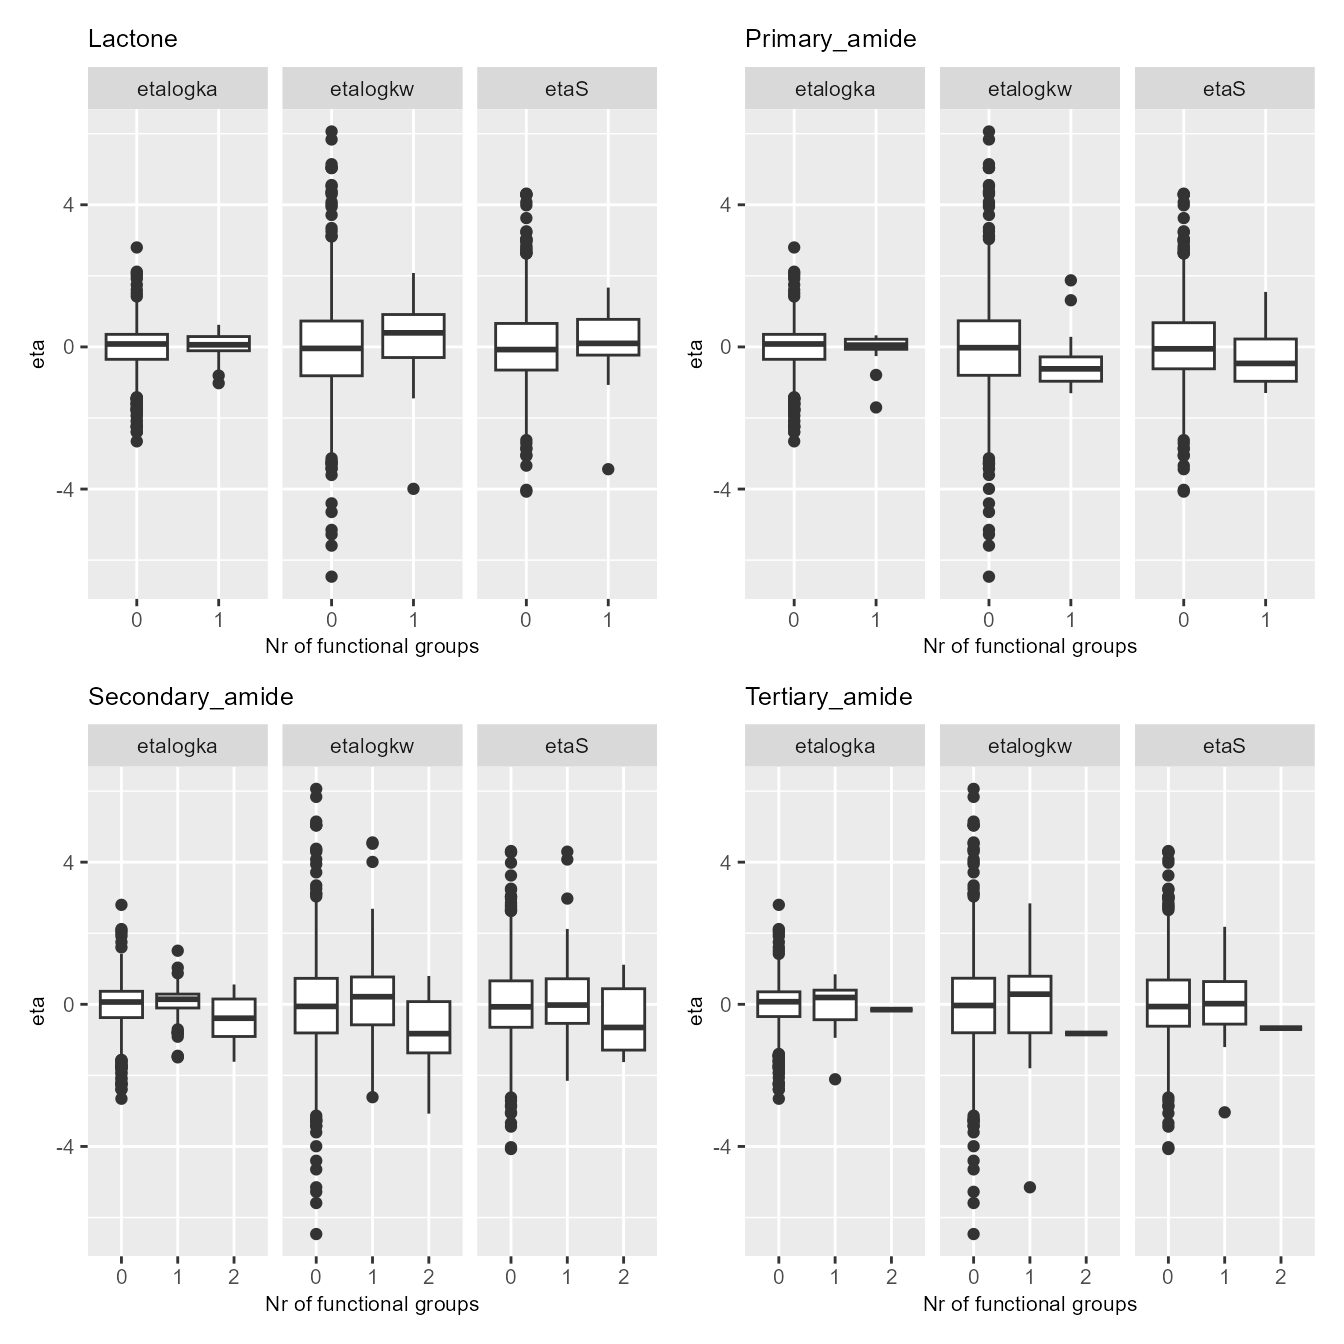 Lactone Primary_amide
etalogka etalogkw etaS etalogka etalogkw etaS
4 4
0 0
-4 -4
eta eta
0 1 0 1 0 1 0 1 0 1 0 1
Nr of functional groups Nr of functional groups
Secondary_amide Tertiary_amide
etalogka etalogkw etaS etalogka etalogkw etaS
4 4
0 0
-4 -4
eta eta
0 1 2 0 1 2 0 1 2 0 1 2 0 1 2 0 1 2
Nr of functional groups Nr of functional groups